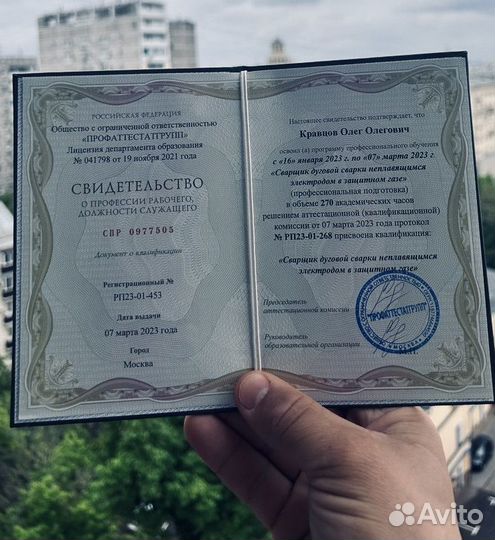 РОССИЙСКАЯ ФЕДЕРАЦИЯ
Общество с ограниченной ответственностью
«ПРОФАТТЕСТАТГРУПП»
Лицензия департамента образования
№ 041798 от 19 ноября 2021 года
СВИДЕТЕЛЬСТВО
О ПРОФЕССИИ РАБОЧЕГО,
ДОЛЖНОСТИ СЛУЖАЩЕГО
СПР 0977505
Документ о квалификации
Регистрационный №
РП23-01-453
Дата выдачи
07 марта 2023 года
Город
Москва
Настоящее свидетельство подтверждает, что
Кравцов Олег Олегович
освоил (а) программу профессионального обучения
с «16» января 2023 г. по «07» марта 2023 г.
«Сварщик дуговой сварки неплавящимся
электродом в защитном газе»
(профессиональная подготовка)
в объеме 270 академических часов
решением аттестационной (квалификационной)
комиссии от 07 марта 2023 года протокол
№ РП23-01-268 присвоена квалификация:
«Сварщик дуговой сварки неплавящимся
электродом в защитном газе»
Председатель
аттестационной комиссии
Руководитель
образовательной организации
М.П.
"ПРОФАТТЕСТАТГРУПП"
Avito